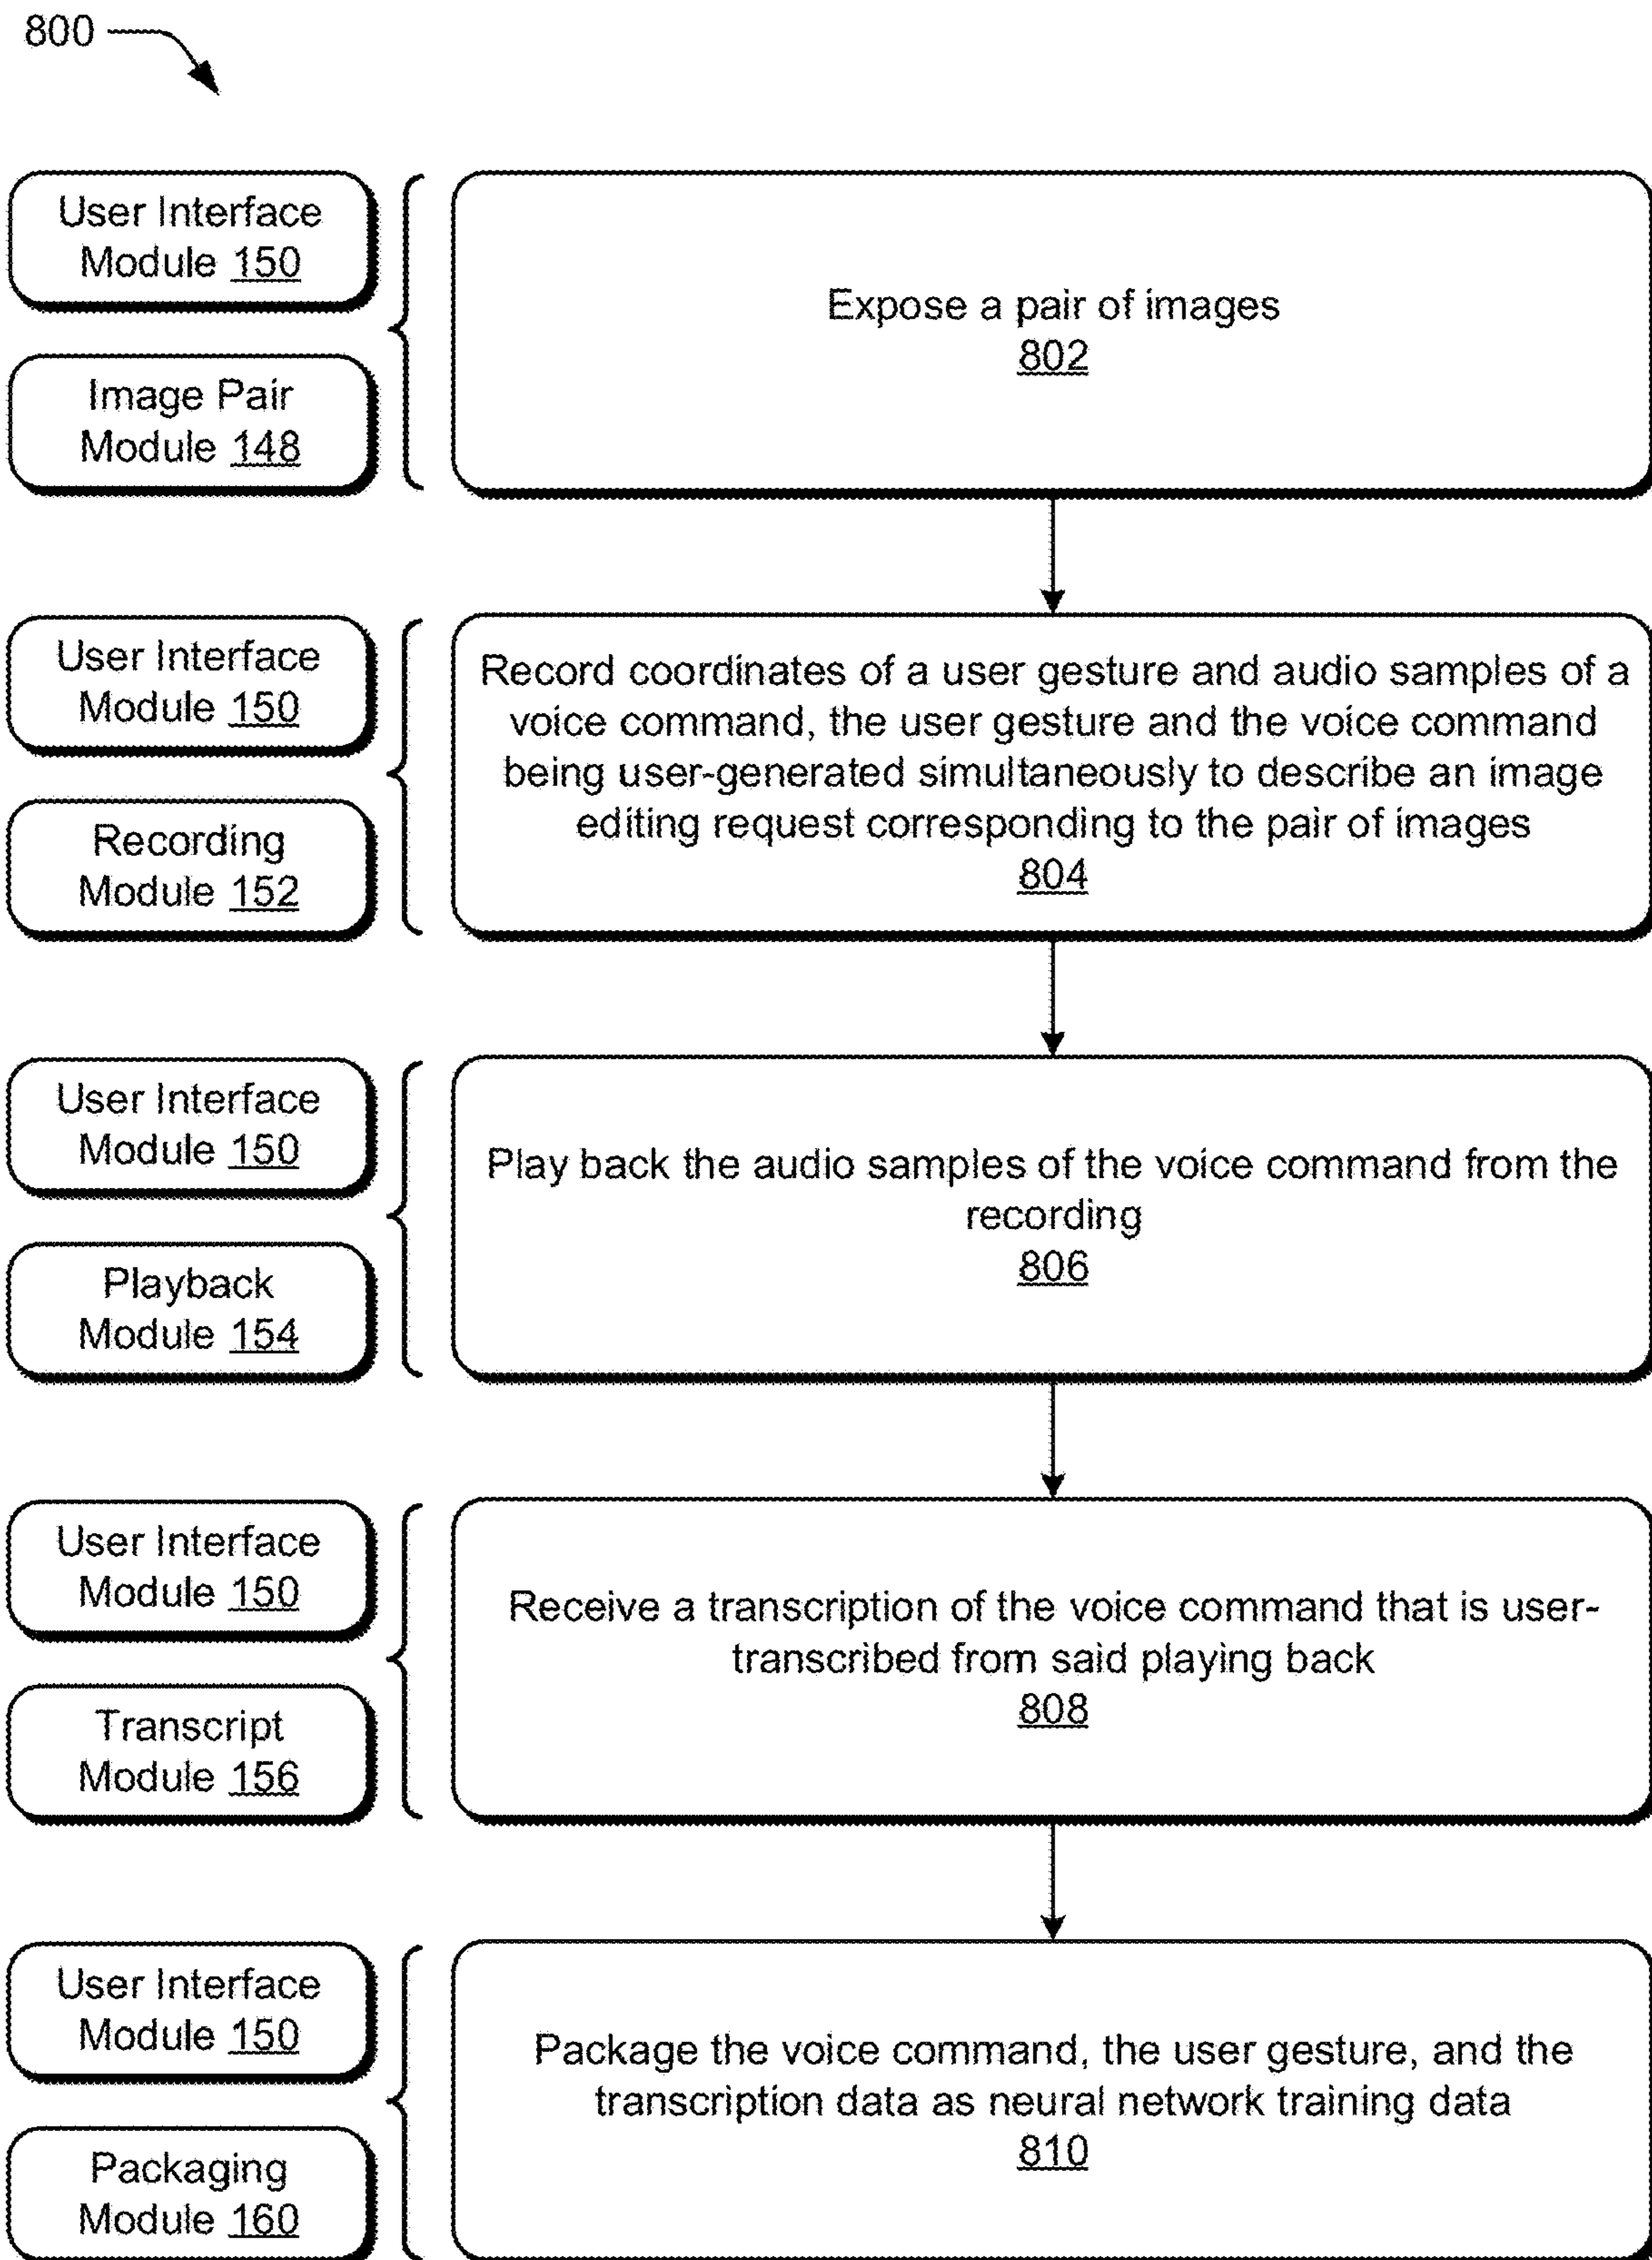 800
User Interface
Module 150
Image Pair
Module 148
Expose a pair of images
802
User Interface
Module 150
Recording
Module 152
Record coordinates of a user gesture and audio samples of a
voice command, the user gesture and the voice command
being user-generated simultaneously to describe an image
editing request corresponding to the pair of images
804
User Interface
Module 150
Playback
Module 154
Play back the audio samples of the voice command from the
recording
806
User Interface
Module 150
Transcript
Module 156
Receive a transcription of the voice command that is user-
transcribed from said playing back
808
User Interface
Module 150
Packaging
Module 160
Package the voice command, the user gesture, and the
transcription data as neural network training data
810